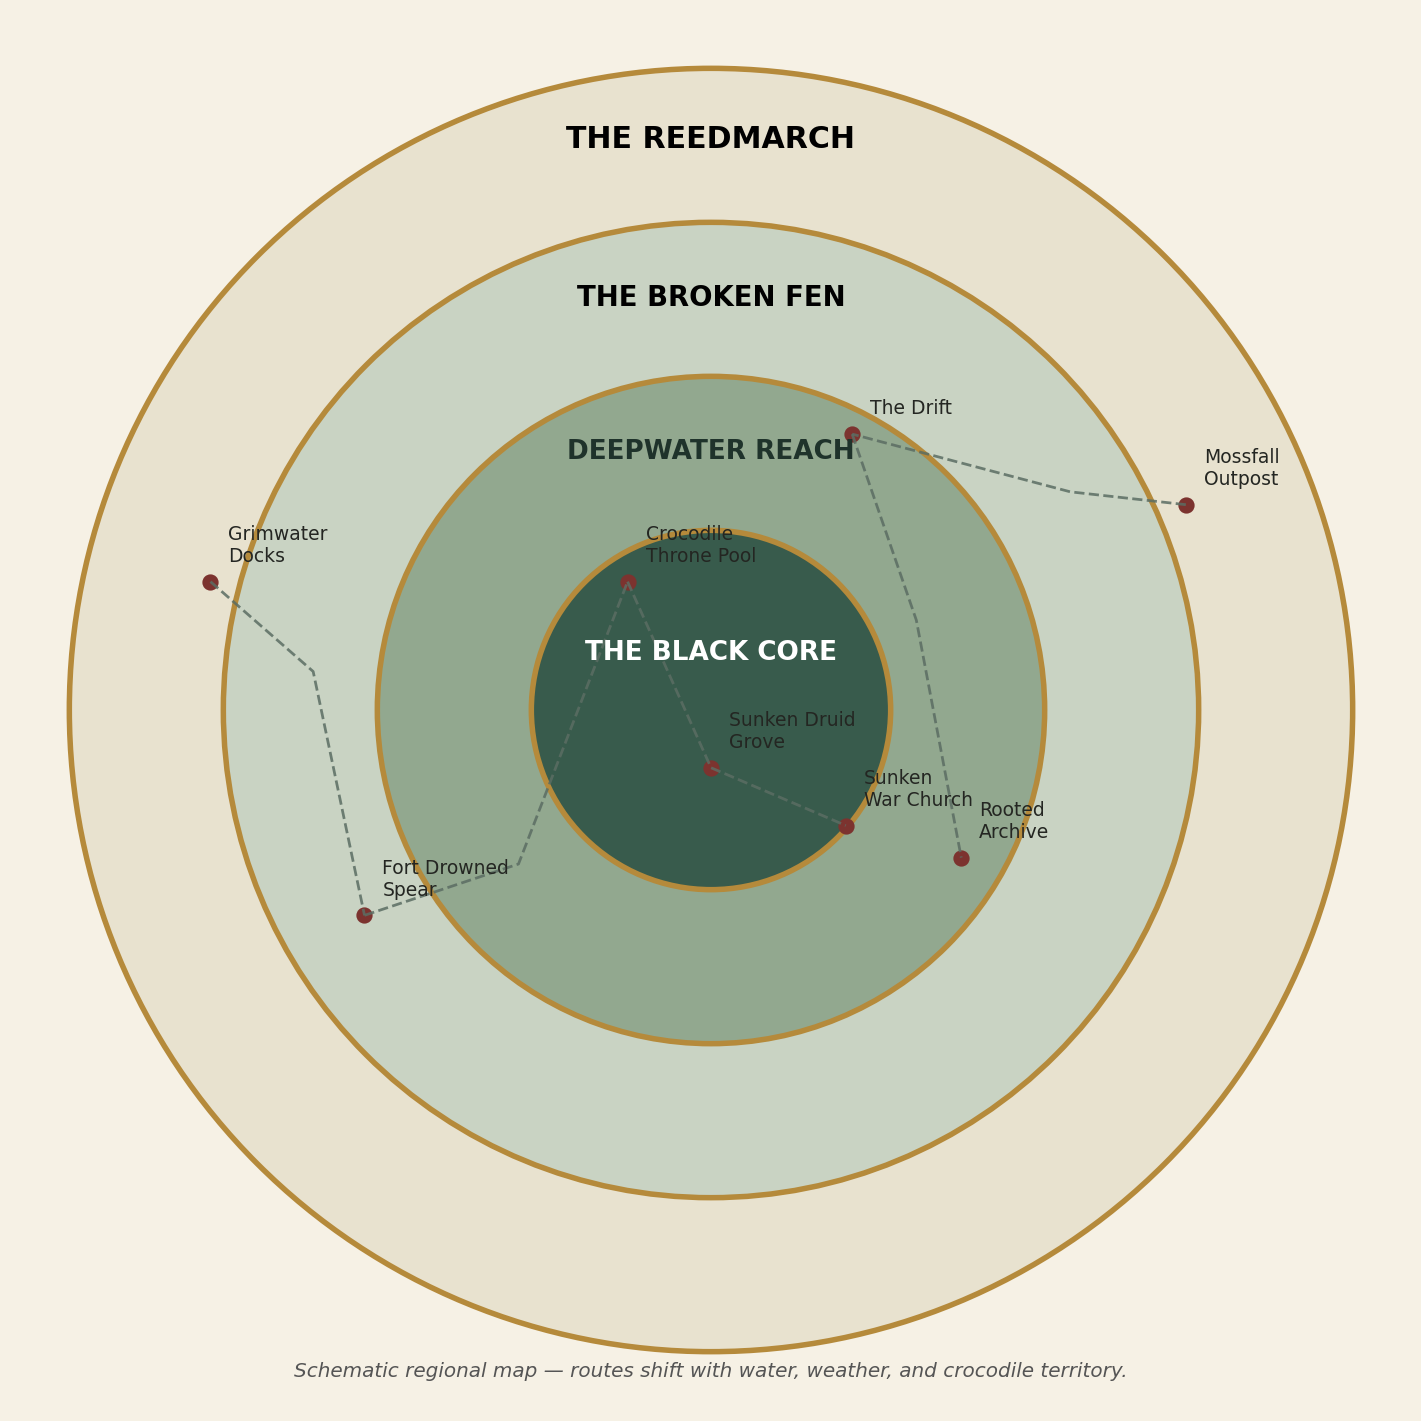 THE REEDMARCH
THE BROKEN FEN
The Drift
DEEPWATER REACH
Mossfall
Outpost
Grimwater
Docks
Crocodile
Throne Pool
THE BLACK CORE
Sunken Druid
Grove
Sunken
War Church
Rooted
Archive
Fort Drowned
Spear
Schematic regional map — routes shift with water, weather, and crocodile territory.